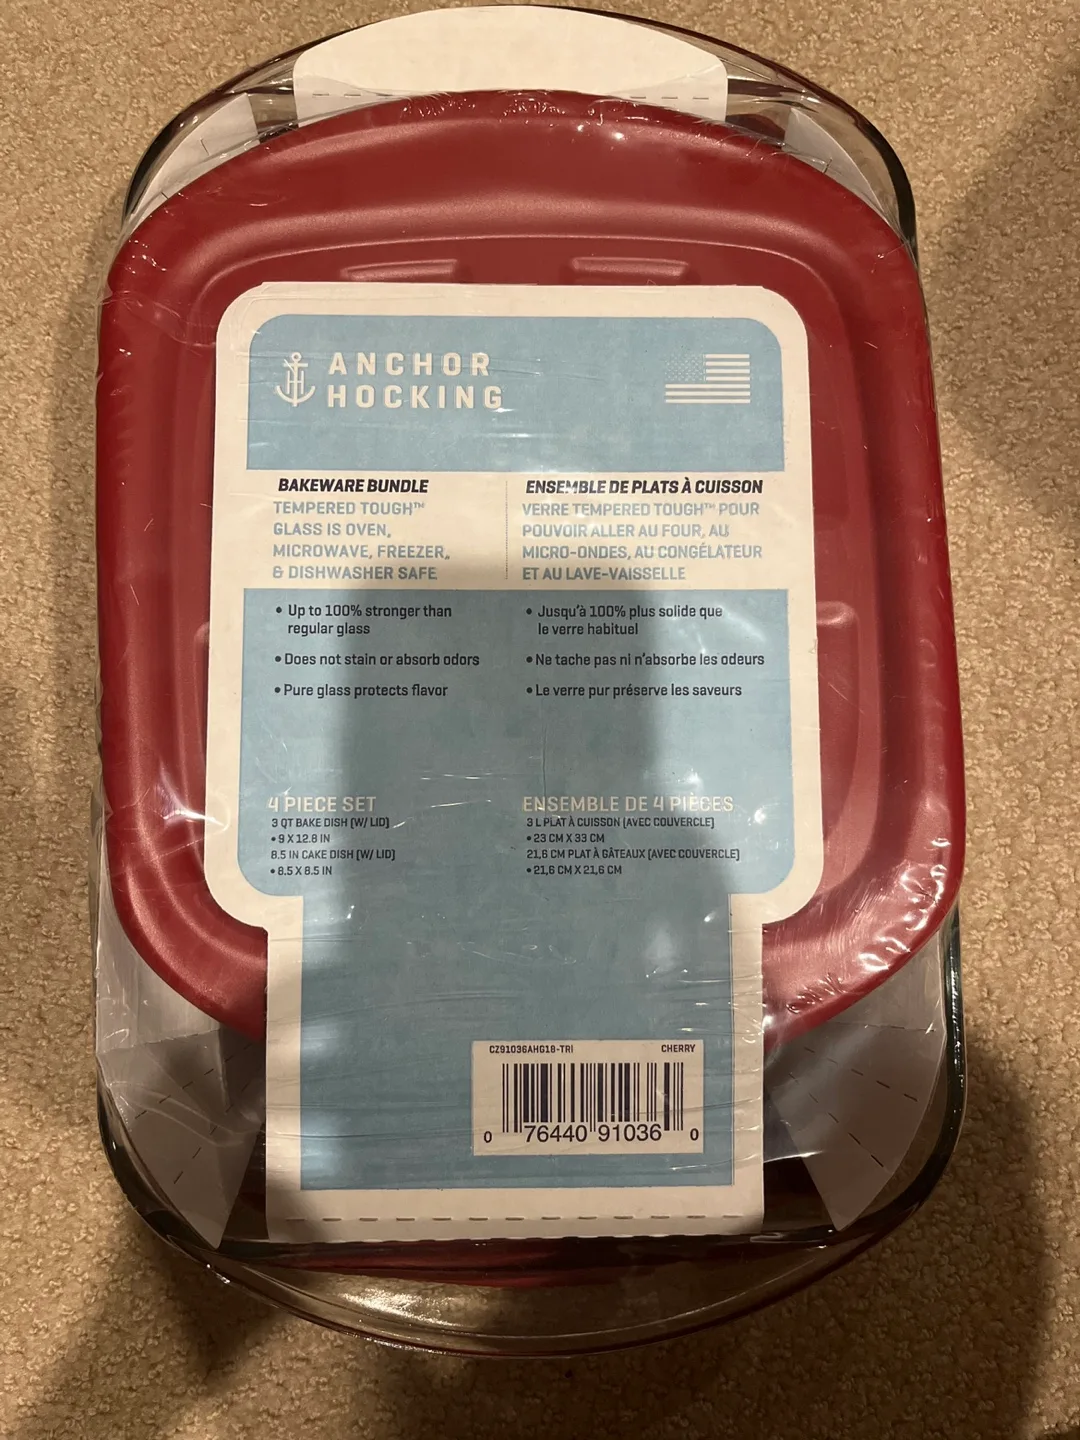 ANCHOR
HOCKING
BAKEWARE BUNDLE
TEMPERED TOUGH™
GLASS IS OVEN,
MICROWAVE, FREEZER,
& DISHWASHER SAFE
ENSEMBLE DE PLATS À CUISSON
VERRE TEMPERED TOUGH™ POUR
POUVOIR ALLER AU FOUR, AU
MICRO-ONDES, AU CONGÉLATEUR
ET AU LAVE-VAISSELLE
• Up to 100% stronger than
regular glass
• Does not stain or absorb odors
• Pure glass protects flavor
• Jusqu'à 100% plus solide que
le verre habituel
• Ne tache pas ni n'absorbe les odeurs
• Le verre pur préserve les saveurs
4 PIECE SET
3 QT BAKE DISH (W/ LID)
• 9 X 12.8 IN
8.5 IN CAKE DISH (W/ LID)
• 8.5 X 8.5 IN
ENSEMBLE DE 4 PIÈCES
3 L PLAT À CUISSON (AVEC COUVERCLE)
• 23 CM X 33 CM
21,6 CM PLAT À GÂTEAUX (AVEC COUVERCLE)
• 21,6 CM X 21,6 CM
CZ91036AHG18-TRI CHERRY
0 76440 91036 0